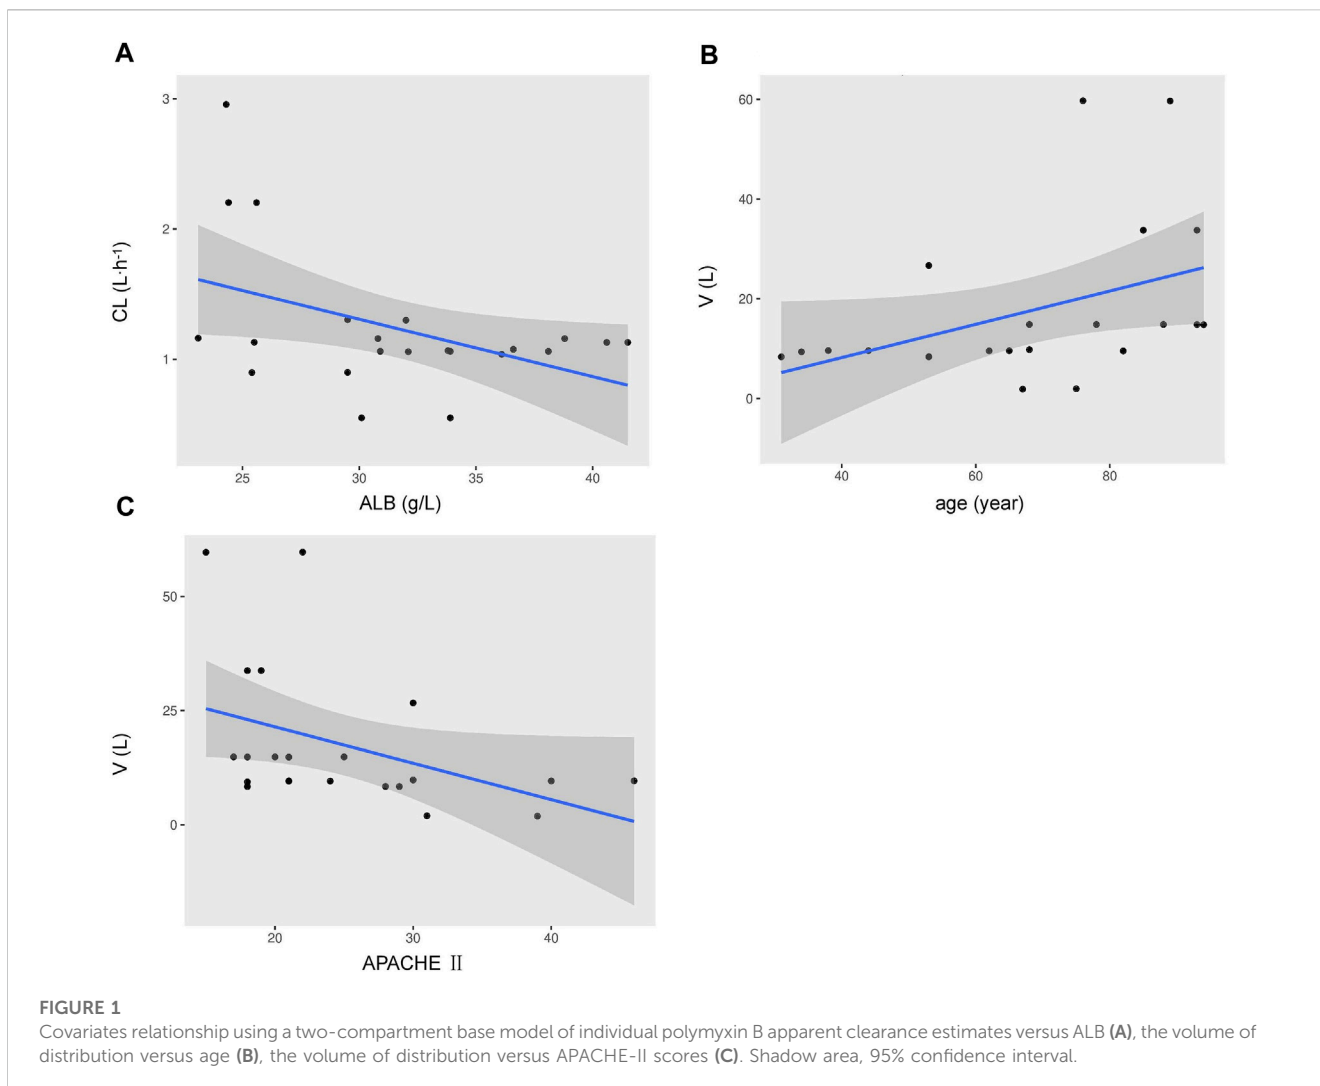 A
3
2
1
CL (L·h⁻¹)
25 30 35 40
ALB (g/L)
B
60
40
20
0
V (L)
40 60 80
age (year)
C
50
25
0
V (L)
20 30 40
APACHE Ⅱ
FIGURE 1
Covariates relationship using a two-compartment base model of individual polymyxin B apparent clearance estimates versus ALB (A), the volume of
distribution versus age (B), the volume of distribution versus APACHE-II scores (C). Shadow area, 95% confidence interval.